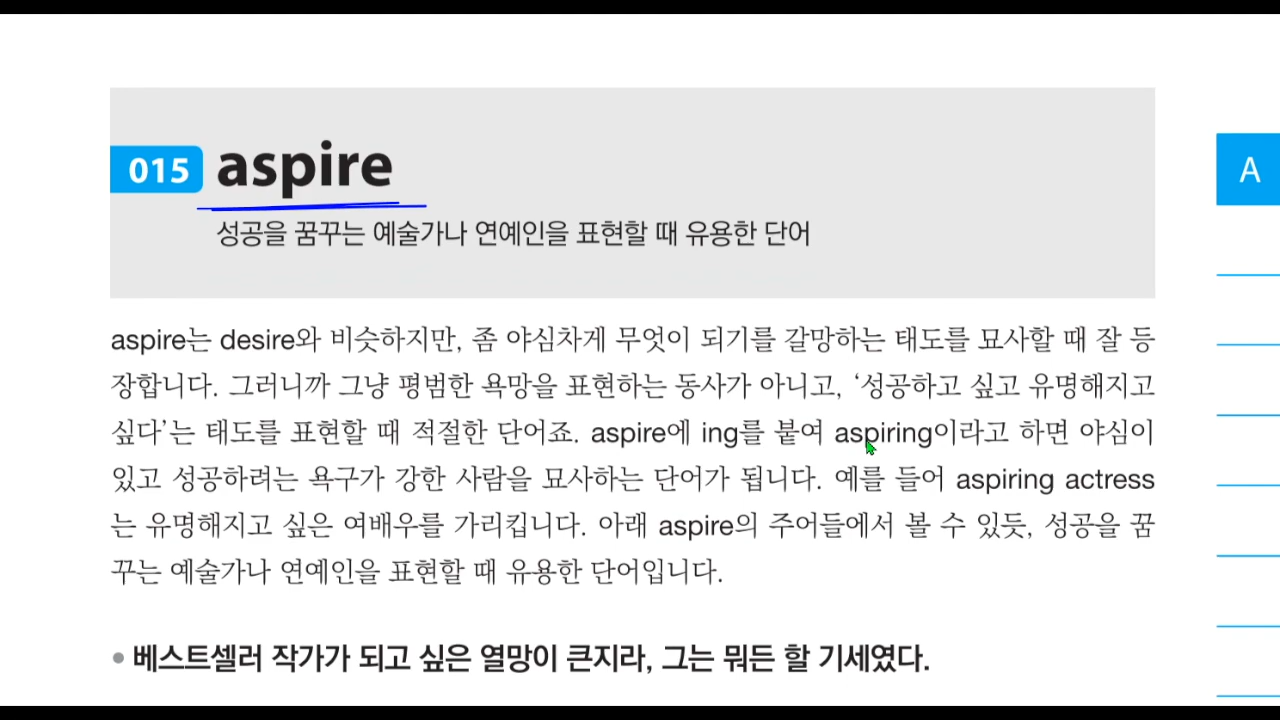 015 aspire
성공을 꿈꾸는 예술가나 연예인을 표현할 때 유용한 단어
A
aspire는 desire와 비슷하지만, 좀 야심차게 무엇이 되기를 갈망하는 태도를 묘사할 때 잘 등
장합니다. 그러니까 그냥 평범한 욕망을 표현하는 동사가 아니고, ‘성공하고 싶고 유명해지고
싶다’는 태도를 표현할 때 적절한 단어죠. aspire에 ing를 붙여 aspiring이라고 하면 야심이
있고 성공하려는 욕구가 강한 사람을 묘사하는 단어가 됩니다. 예를 들어 aspiring actress
는 유명해지고 싶은 여배우를 가리킵니다. 아래 aspire의 주어들에서 볼 수 있듯, 성공을 꿈
꾸는 예술가나 연예인을 표현할 때 유용한 단어입니다.
• 베스트셀러 작가가 되고 싶은 열망이 큰지라, 그는 뭐든 할 기세였다.